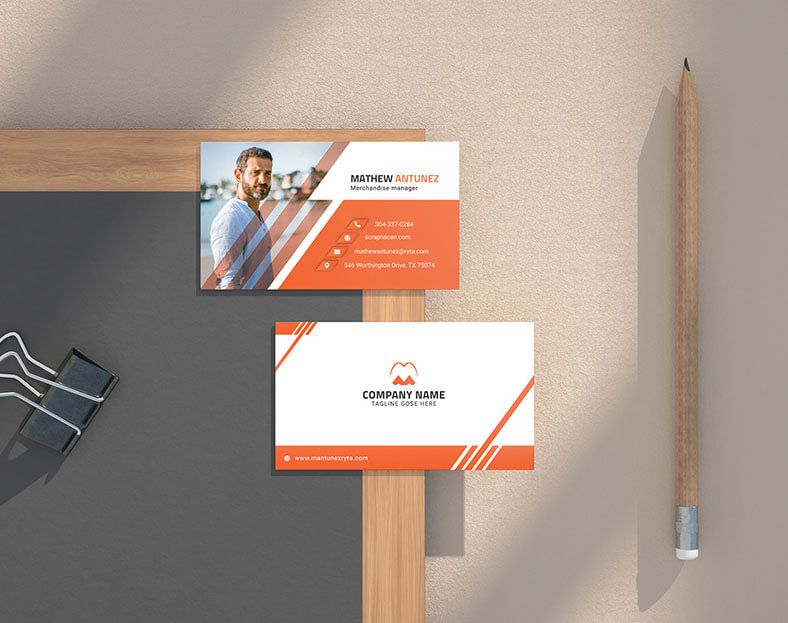 MATHEW ANTUNEZ
Merchandise manager
304-337-0284
scrapnscan.com
mathewantunez@ryta.com
546 Worthington Drive, TX 75074
COMPANY NAME
TAGLINE GOSE HERE
www.mantunezryta.com